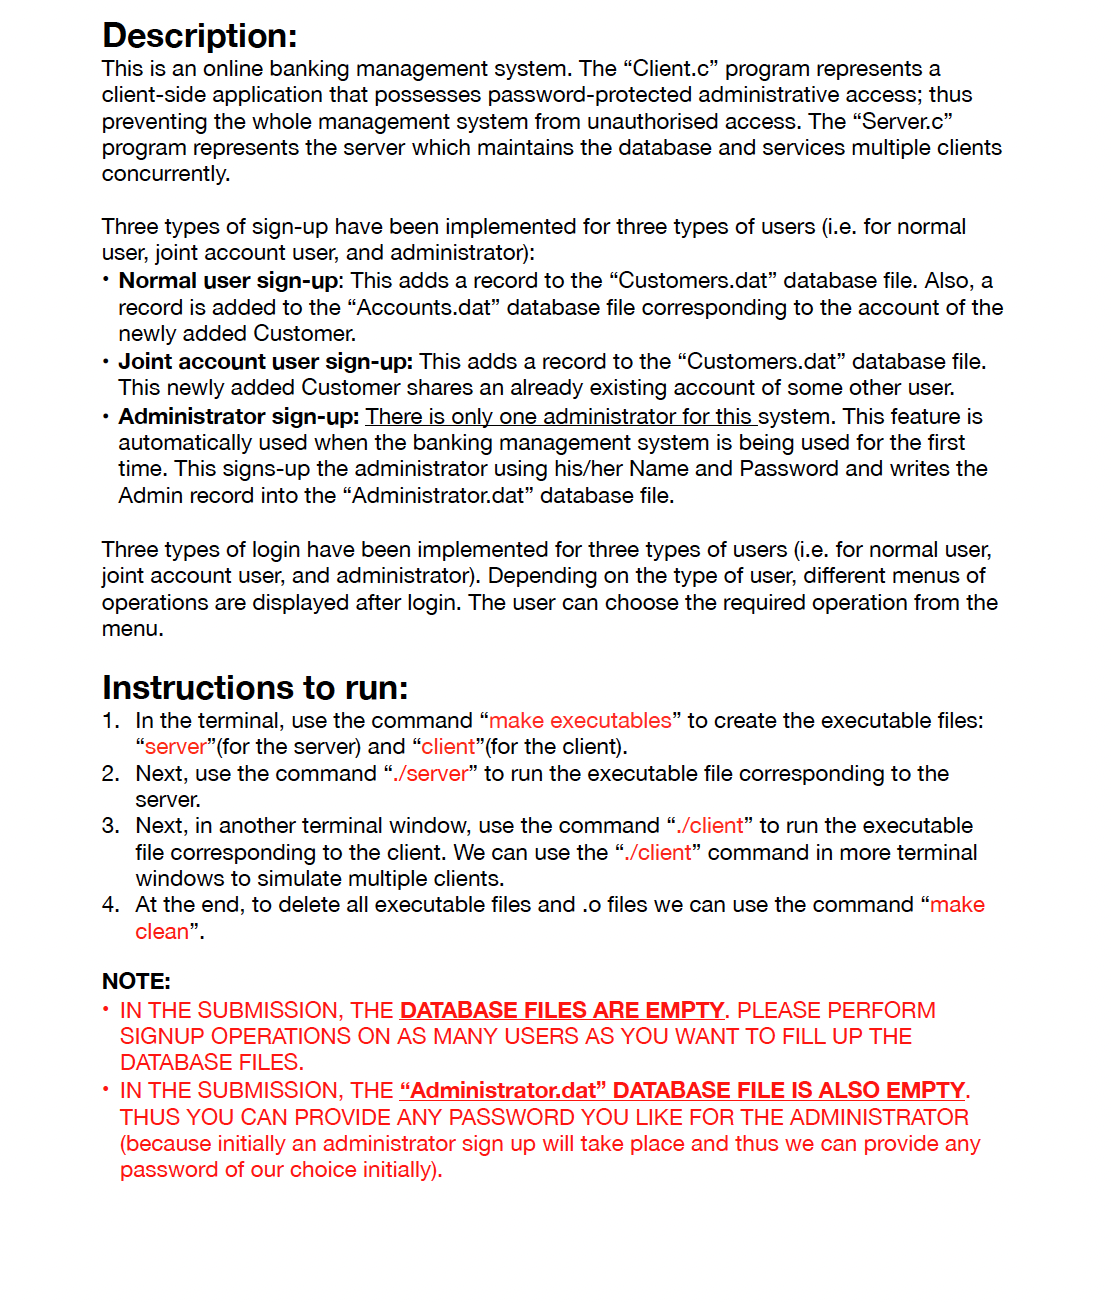 Description:
This is an online banking management system. The “Client.c” program represents a
client-side application that possesses password-protected administrative access; thus
preventing the whole management system from unauthorised access. The “Server.c”
program represents the server which maintains the database and services multiple clients
concurrently.
Three types of sign-up have been implemented for three types of users (i.e. for normal
user, joint account user, and administrator):
• Normal user sign-up: This adds a record to the “Customers.dat” database file. Also, a
record is added to the “Accounts.dat” database file corresponding to the account of the
newly added Customer.
• Joint account user sign-up: This adds a record to the “Customers.dat” database file.
This newly added Customer shares an already existing account of some other user.
• Administrator sign-up: There is only one administrator for this system. This feature is
automatically used when the banking management system is being used for the first
time. This signs-up the administrator using his/her Name and Password and writes the
Admin record into the “Administrator.dat” database file.
Three types of login have been implemented for three types of users (i.e. for normal user,
joint account user, and administrator). Depending on the type of user, different menus of
operations are displayed after login. The user can choose the required operation from the
menu.
Instructions to run:
1. In the terminal, use the command “make executables” to create the executable files:
“server”(for the server) and “client”(for the client).
2. Next, use the command “./server” to run the executable file corresponding to the
server.
3. Next, in another terminal window, use the command “./client” to run the executable
file corresponding to the client. We can use the “./client” command in more terminal
windows to simulate multiple clients.
4. At the end, to delete all executable files and .o files we can use the command “make
clean”.
NOTE:
• IN THE SUBMISSION, THE DATABASE FILES ARE EMPTY. PLEASE PERFORM
SIGNUP OPERATIONS ON AS MANY USERS AS YOU WANT TO FILL UP THE
DATABASE FILES.
• IN THE SUBMISSION, THE “Administrator.dat” DATABASE FILE IS ALSO EMPTY.
THUS YOU CAN PROVIDE ANY PASSWORD YOU LIKE FOR THE ADMINISTRATOR
(because initially an administrator sign up will take place and thus we can provide any
password of our choice initially).